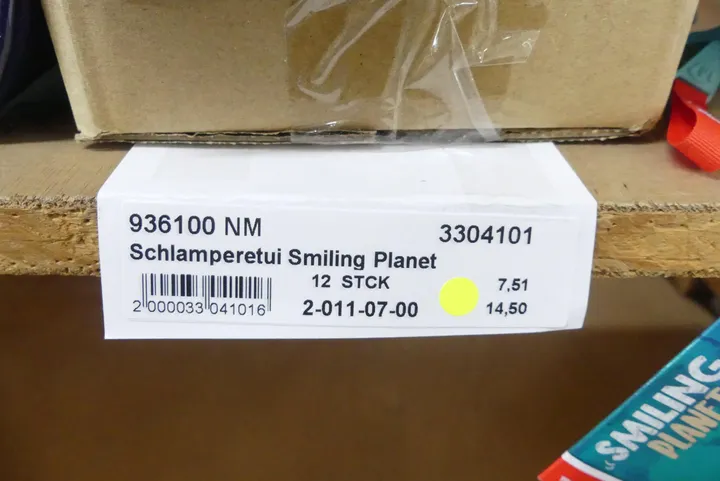 936100 NM 3304101
Schlamperetui Smiling Planet
12 STCK 7,51
2 000033 041016 2-011-07-00 14,50
SMILING
PLANET